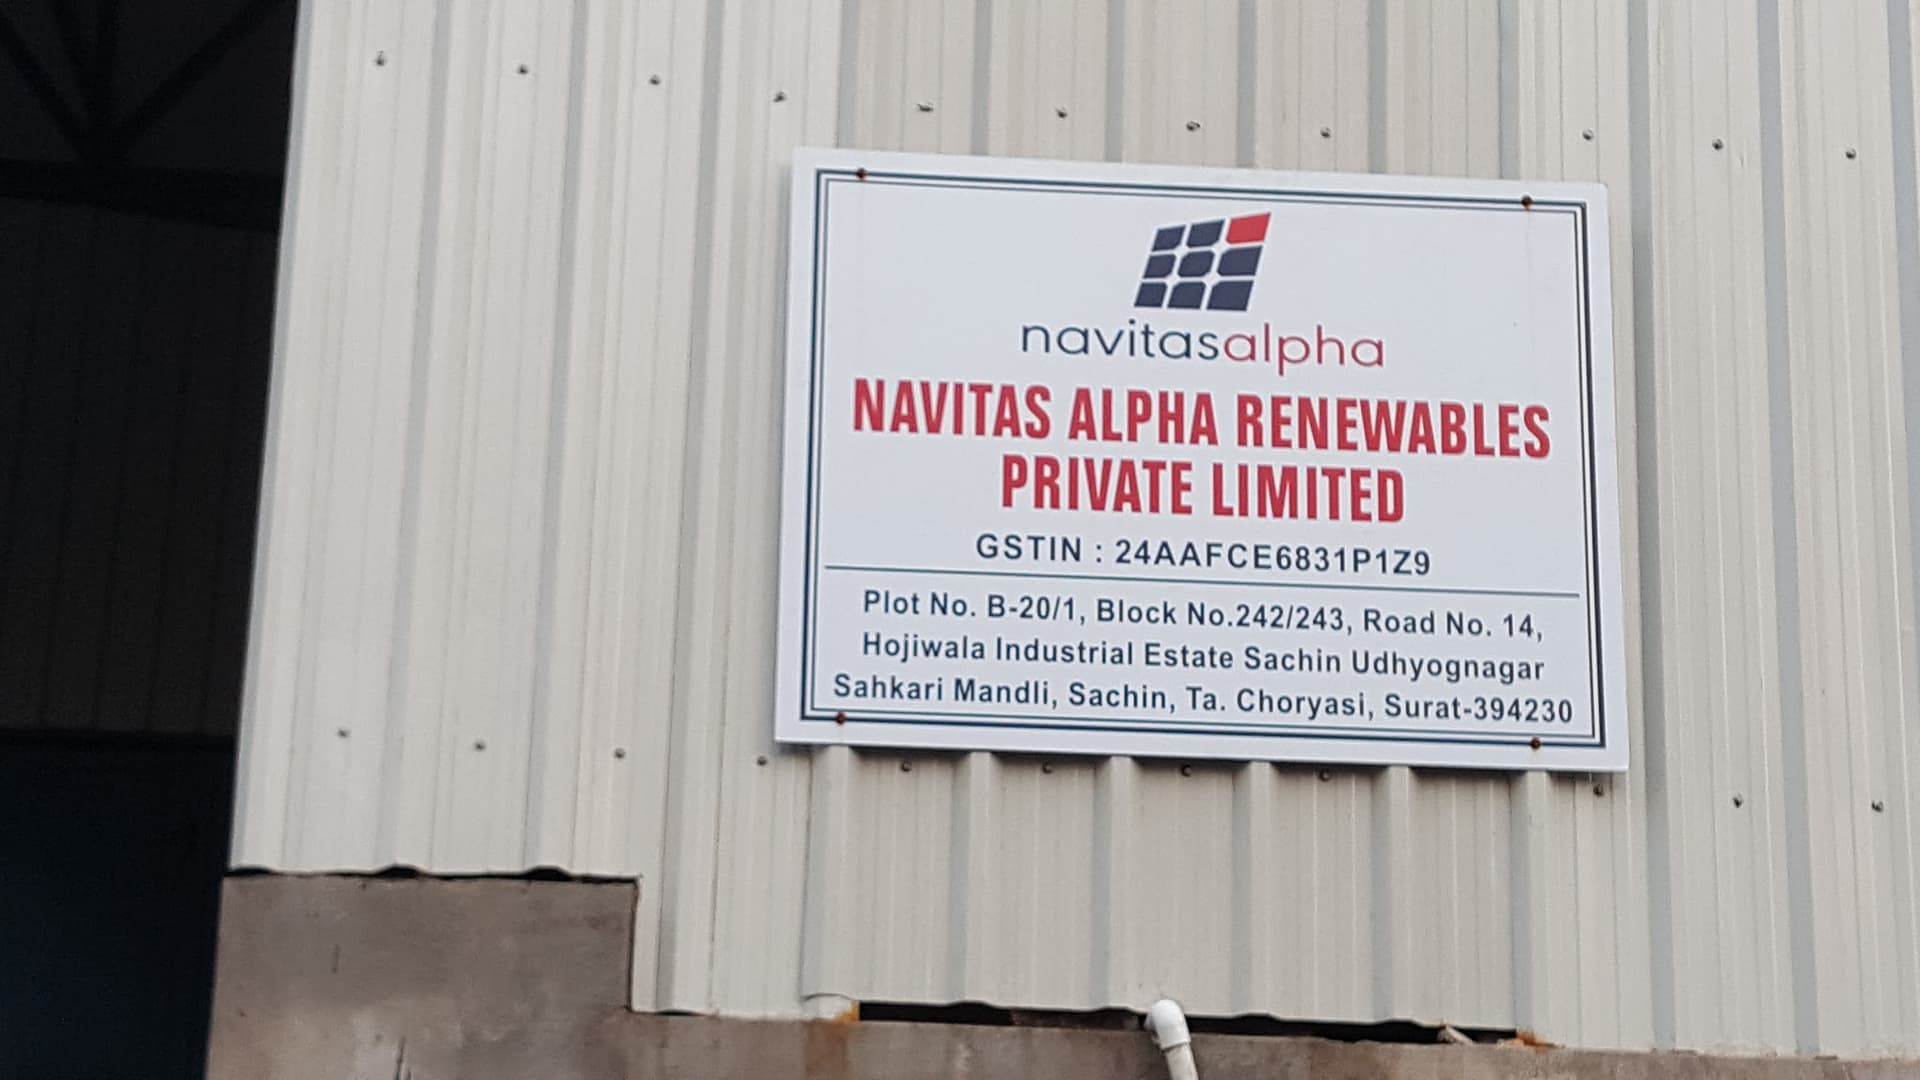 navitasalpha
NAVITAS ALPHA RENEWABLES
PRIVATE LIMITED
GSTIN : 24AAFCE6831P1Z9
Plot No. B-20/1, Block No.242/243, Road No. 14,
Hojiwala Industrial Estate Sachin Udhyognagar
Sahkari Mandli, Sachin, Ta. Choryasi, Surat-394230